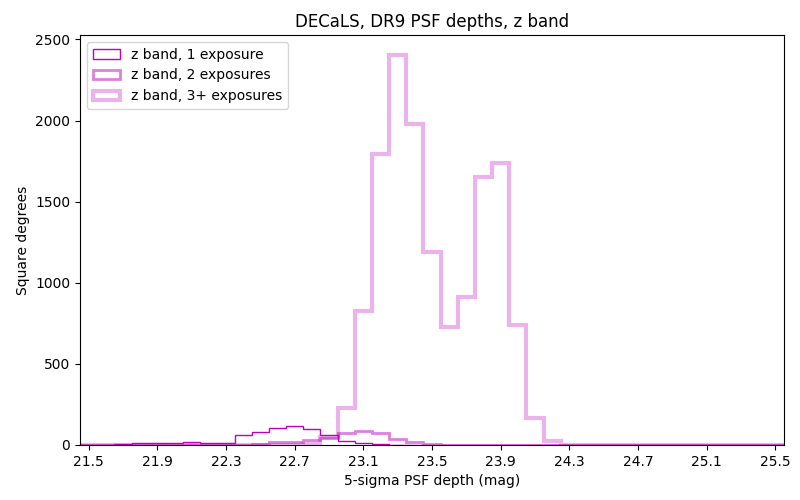 DECaLS, DR9 PSF depths, z band
z band, 1 exposure
z band, 2 exposures
z band, 3+ exposures
Square degrees
2500
2000
1500
1000
500
0
21.5 21.9 22.3 22.7 23.1 23.5 23.9 24.3 24.7 25.1 25.5
5-sigma PSF depth (mag)